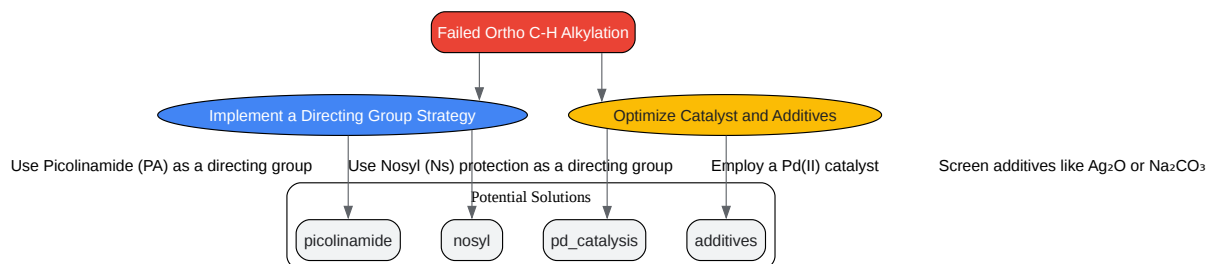 Failed Ortho C-H Alkylation
Implement a Directing Group Strategy
Optimize Catalyst and Additives
Use Picolinamide (PA) as a directing group
Use Nosyl (Ns) protection as a directing group
Employ a Pd(II) catalyst
Screen additives like Ag₂O or Na₂CO₃
Potential Solutions
picolinamide
nosyl
pd_catalysis
additives